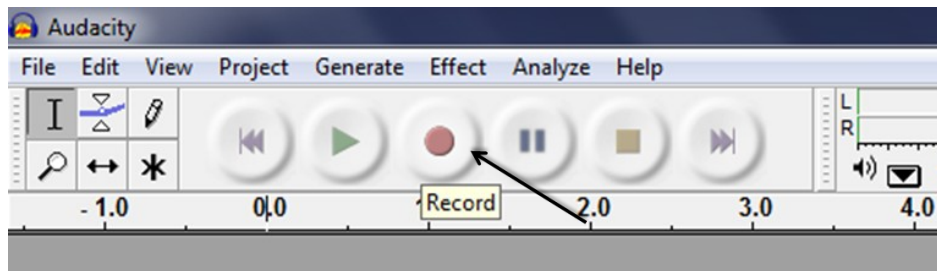 Audacity
File Edit View Project Generate Effect Analyze Help
L
R
Record
- 1.0 0,0 2.0 3.0 4.0